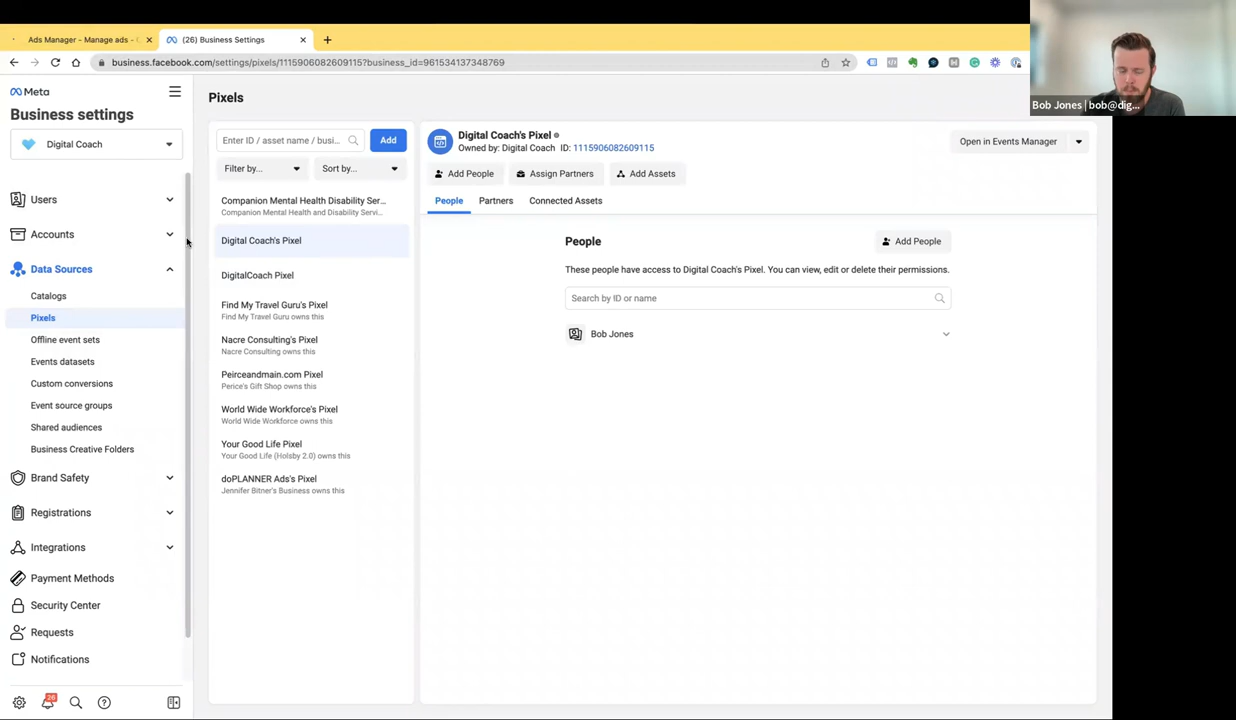 Ads Manager - Manage ads - 
(26) Business Settings
business.facebook.com/settings/pixels/1115906082609115?business_id=961534137348769
Bob Jones | bob@dig...
Meta
Business settings
Digital Coach
Users
Accounts
Data Sources
Catalogs
Pixels
Offline event sets
Events datasets
Custom conversions
Event source groups
Shared audiences
Business Creative Folders
Brand Safety
Registrations
Integrations
Payment Methods
Security Center
Requests
Notifications
26
Pixels
Enter ID / asset name / busi...
Add
Filter by...
Sort by...
Companion Mental Health Disability Ser...
Companion Mental Health and Disability Servi...
Digital Coach's Pixel
DigitalCoach Pixel
Find My Travel Guru's Pixel
Find My Travel Guru owns this
Nacre Consulting's Pixel
Nacre Consulting owns this
Peirceandmain.com Pixel
Perice's Gift Shop owns this
World Wide Workforce's Pixel
World Wide Workforce owns this
Your Good Life Pixel
Your Good Life (Holsby 2.0) owns this
doPLANNER Ads's Pixel
Jennifer Bitner's Business owns this
Digital Coach's Pixel
Owned by: Digital Coach ID: 1115906082609115
Open in Events Manager
Add People
Assign Partners
Add Assets
People
Partners
Connected Assets
People
Add People
These people have access to Digital Coach's Pixel. You can view, edit or delete their permissions.
Search by ID or name
Bob Jones